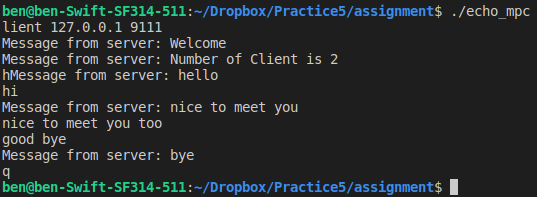 ben@ben-Swift-SF314-511:~/Dropbox/Practice5/assignment$ ./echo_mpc
lient 127.0.0.1 9111
Message from server: Welcome
Message from server: Number of Client is 2
hMessage from server: hello
hi
Message from server: nice to meet you
nice to meet you too
good bye
Message from server: bye
q
ben@ben-Swift-SF314-511:~/Dropbox/Practice5/assignment$